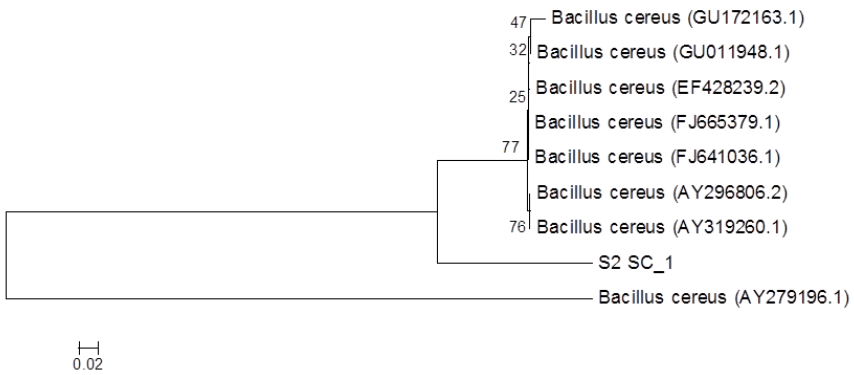 47 Bacillus cereus (GU172163.1)
32 Bacillus cereus (GU011948.1)
Bacillus cereus (EF428239.2)
25
Bacillus cereus (FJ665379.1)
77
Bacillus cereus (FJ641036.1)
Bacillus cereus (AY296806.2)
76 Bacillus cereus (AY319260.1)
S2 SC_1
Bacillus cereus (AY279196.1)
0.02